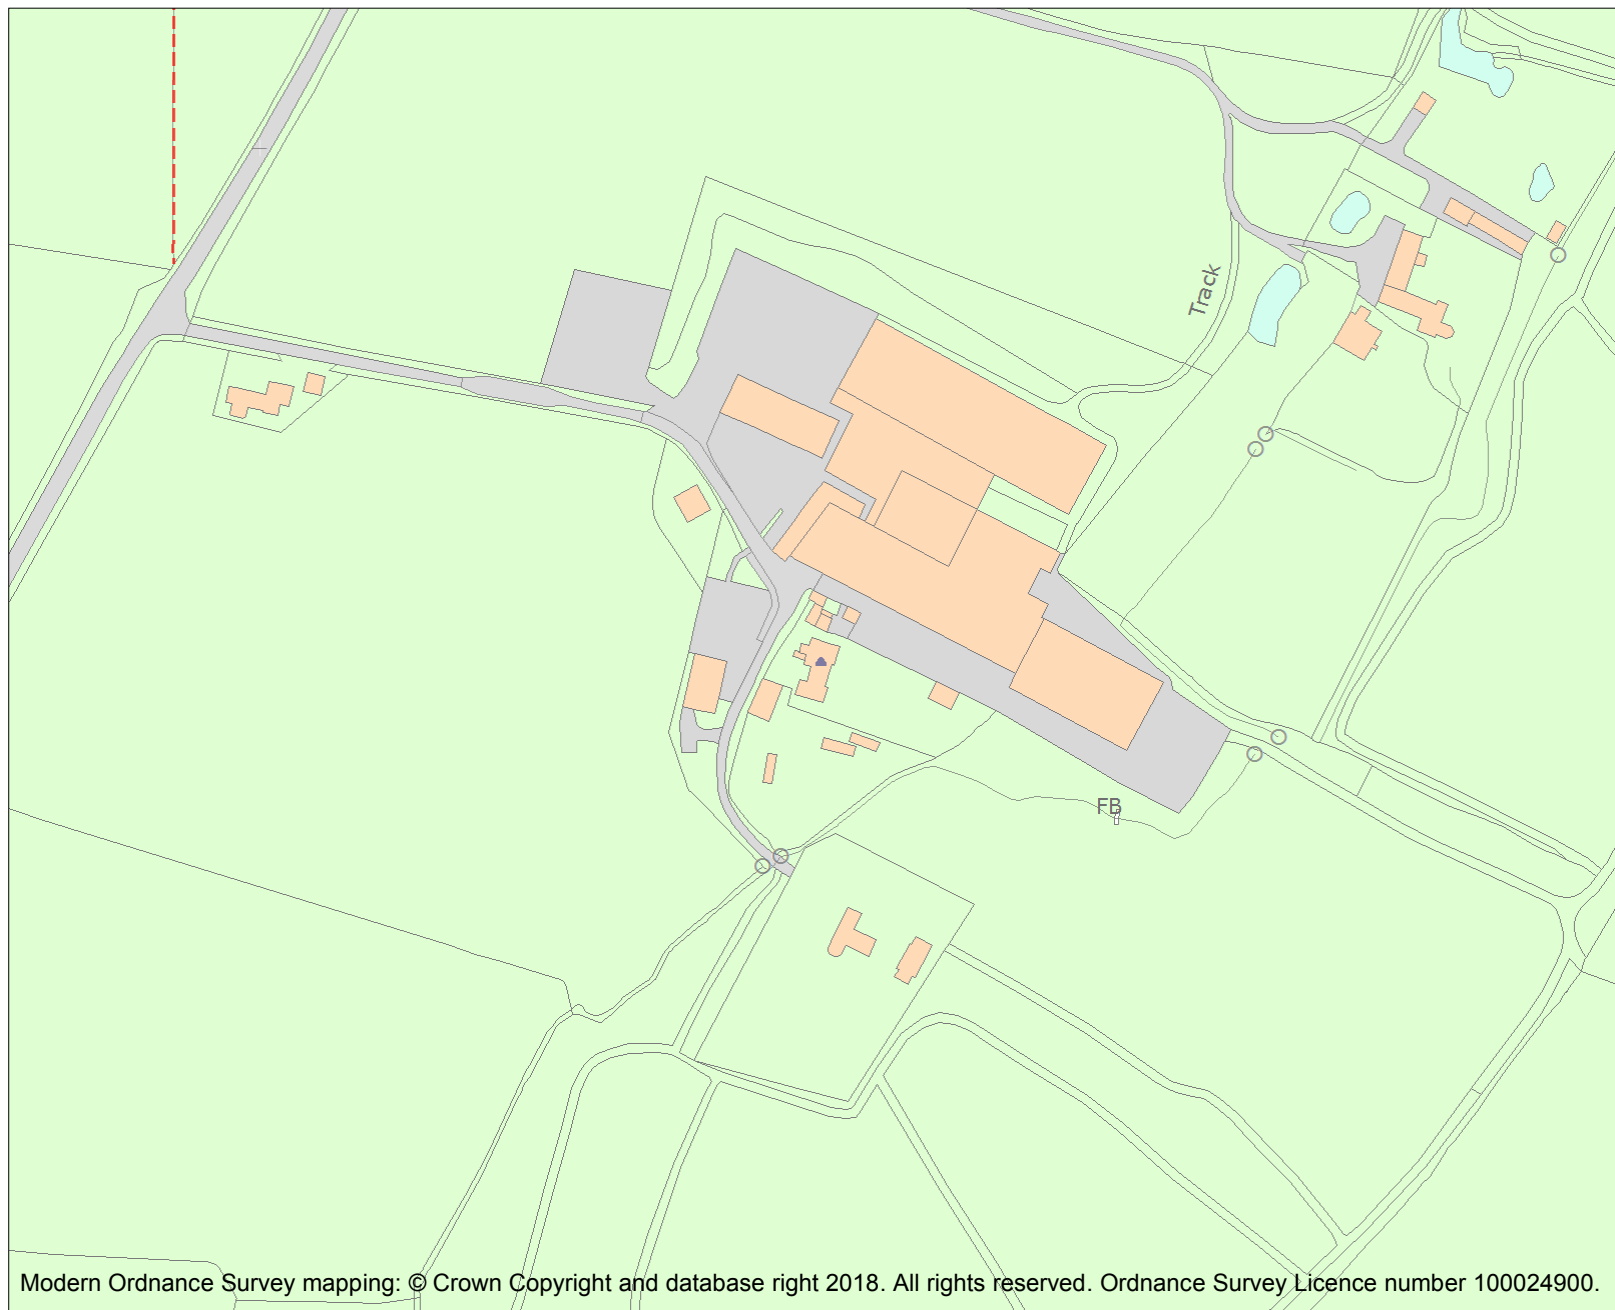 Track
FB
Modern Ordnance Survey mapping: © Crown Copyright and database right 2018. All rights reserved. Ordnance Survey Licence number 100024900.